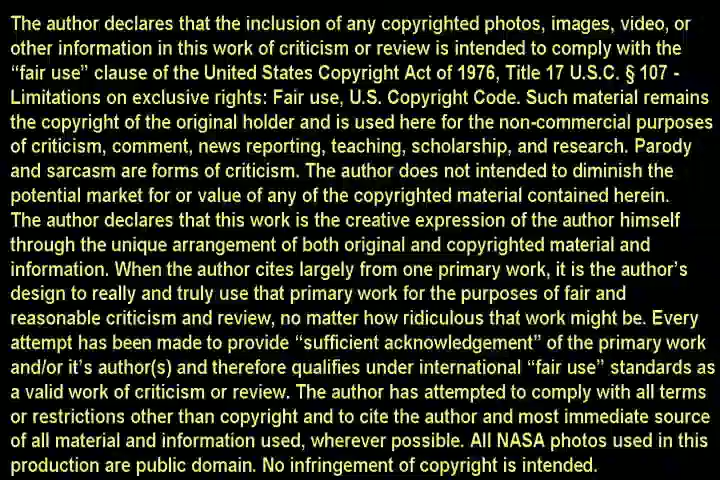 The author declares that the inclusion of any copyrighted photos, images, video, or
other information in this work of criticism or review is intended to comply with the
“fair use” clause of the United States Copyright Act of 1976, Title 17 U.S.C. § 107 -
Limitations on exclusive rights: Fair use, U.S. Copyright Code. Such material remains
the copyright of the original holder and is used here for the non-commercial purposes
of criticism, comment, news reporting, teaching, scholarship, and research. Parody
and sarcasm are forms of criticism. The author does not intended to diminish the
potential market for or value of any of the copyrighted material contained herein.
The author declares that this work is the creative expression of the author himself
through the unique arrangement of both original and copyrighted material and
information. When the author cites largely from one primary work, it is the author’s
design to really and truly use that primary work for the purposes of fair and
reasonable criticism and review, no matter how ridiculous that work might be. Every
attempt has been made to provide “sufficient acknowledgement” of the primary work
and/or it’s author(s) and therefore qualifies under international “fair use” standards as
a valid work of criticism or review. The author has attempted to comply with all terms
or restrictions other than copyright and to cite the author and most immediate source
of all material and information used, wherever possible. All NASA photos used in this
production are public domain. No infringement of copyright is intended.